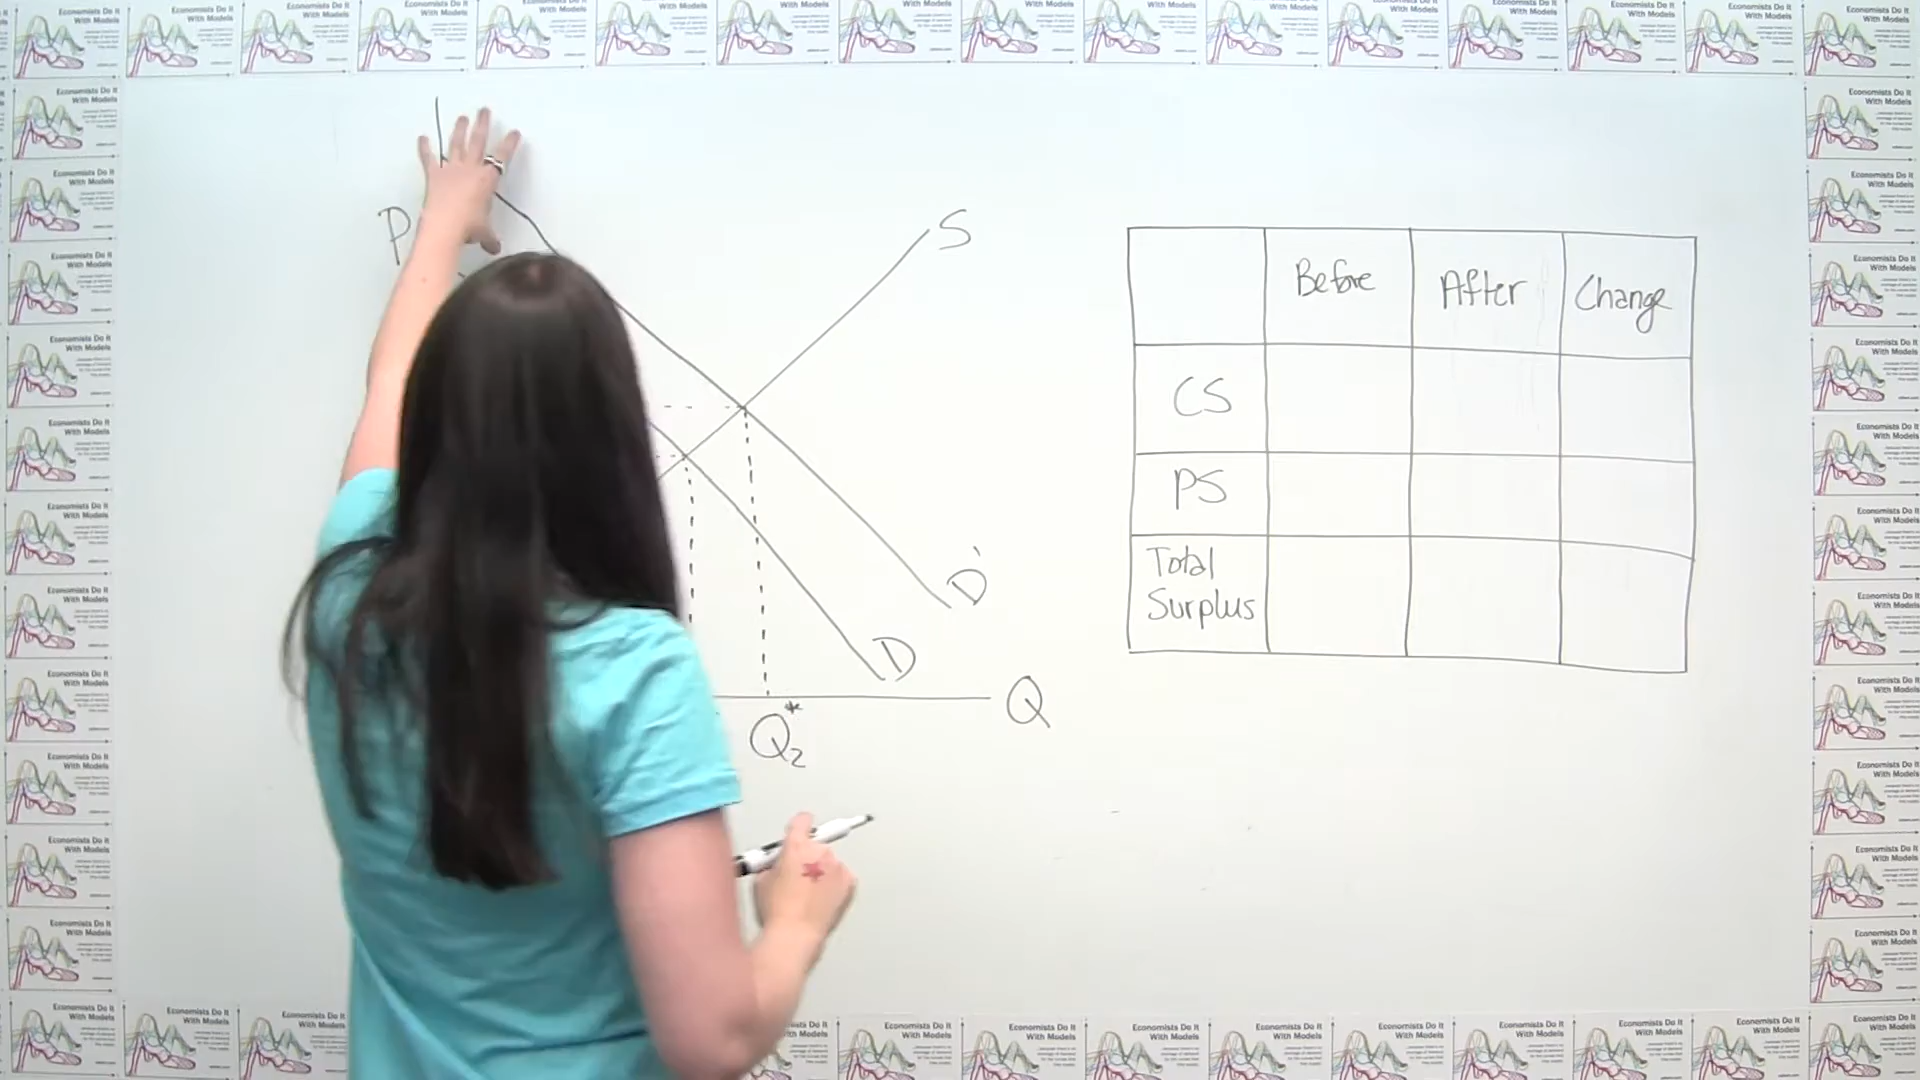 Economists Do It
With Models
P
S
D'
D
Q
Q2*
Before
After
Change
CS
PS
Total
Surplus